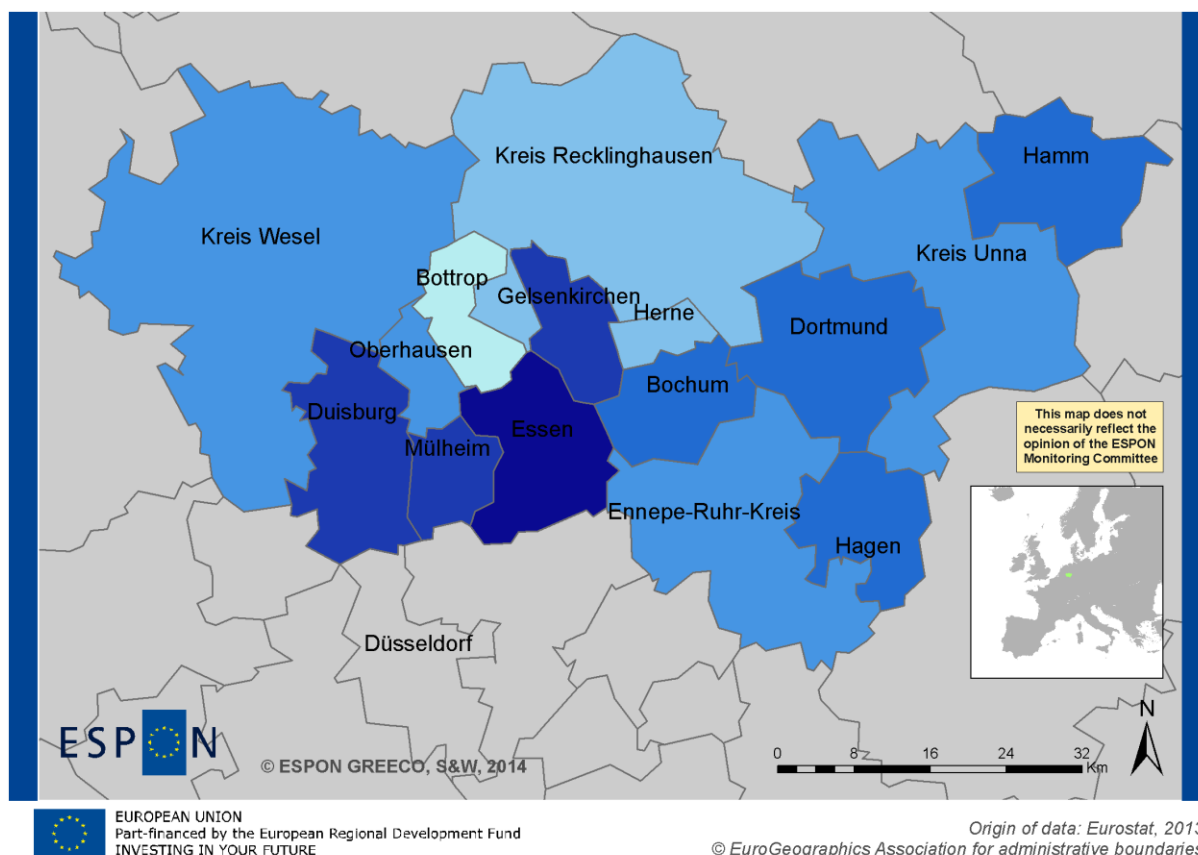 Kreis Recklinghausen
Hamm
Kreis Wesel
Kreis Unna
Bottrop
Gelsenkirchen
Herne
Dortmund
Oberhausen
Bochum
Duisburg
Essen
Mülheim
This map does not
necessarily reflect the
opinion of the ESPON
Monitoring Committee
Ennepe-Ruhr-Kreis
Hagen
Düsseldorf
N
ESPON
© ESPON GREECO, S&W, 2014
0 4 8 16 24 32
Km
EUROPEAN UNION
Part-financed by the European Regional Development Fund
INVESTING IN YOUR FUTURE
Origin of data: Eurostat, 2013
© EuroGeographics Association for administrative boundaries